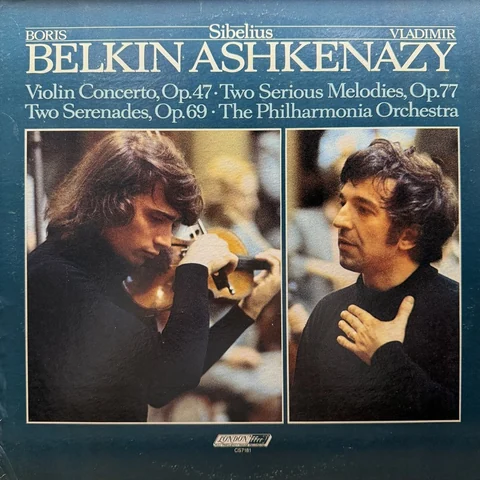 Sibelius
BORIS VLADIMIR
BELKIN ASHKENAZY
Violin Concerto, Op.47 · Two Serious Melodies, Op.77
Two Serenades, Op.69 · The Philharmonia Orchestra
LONDON ffrr
CS7181